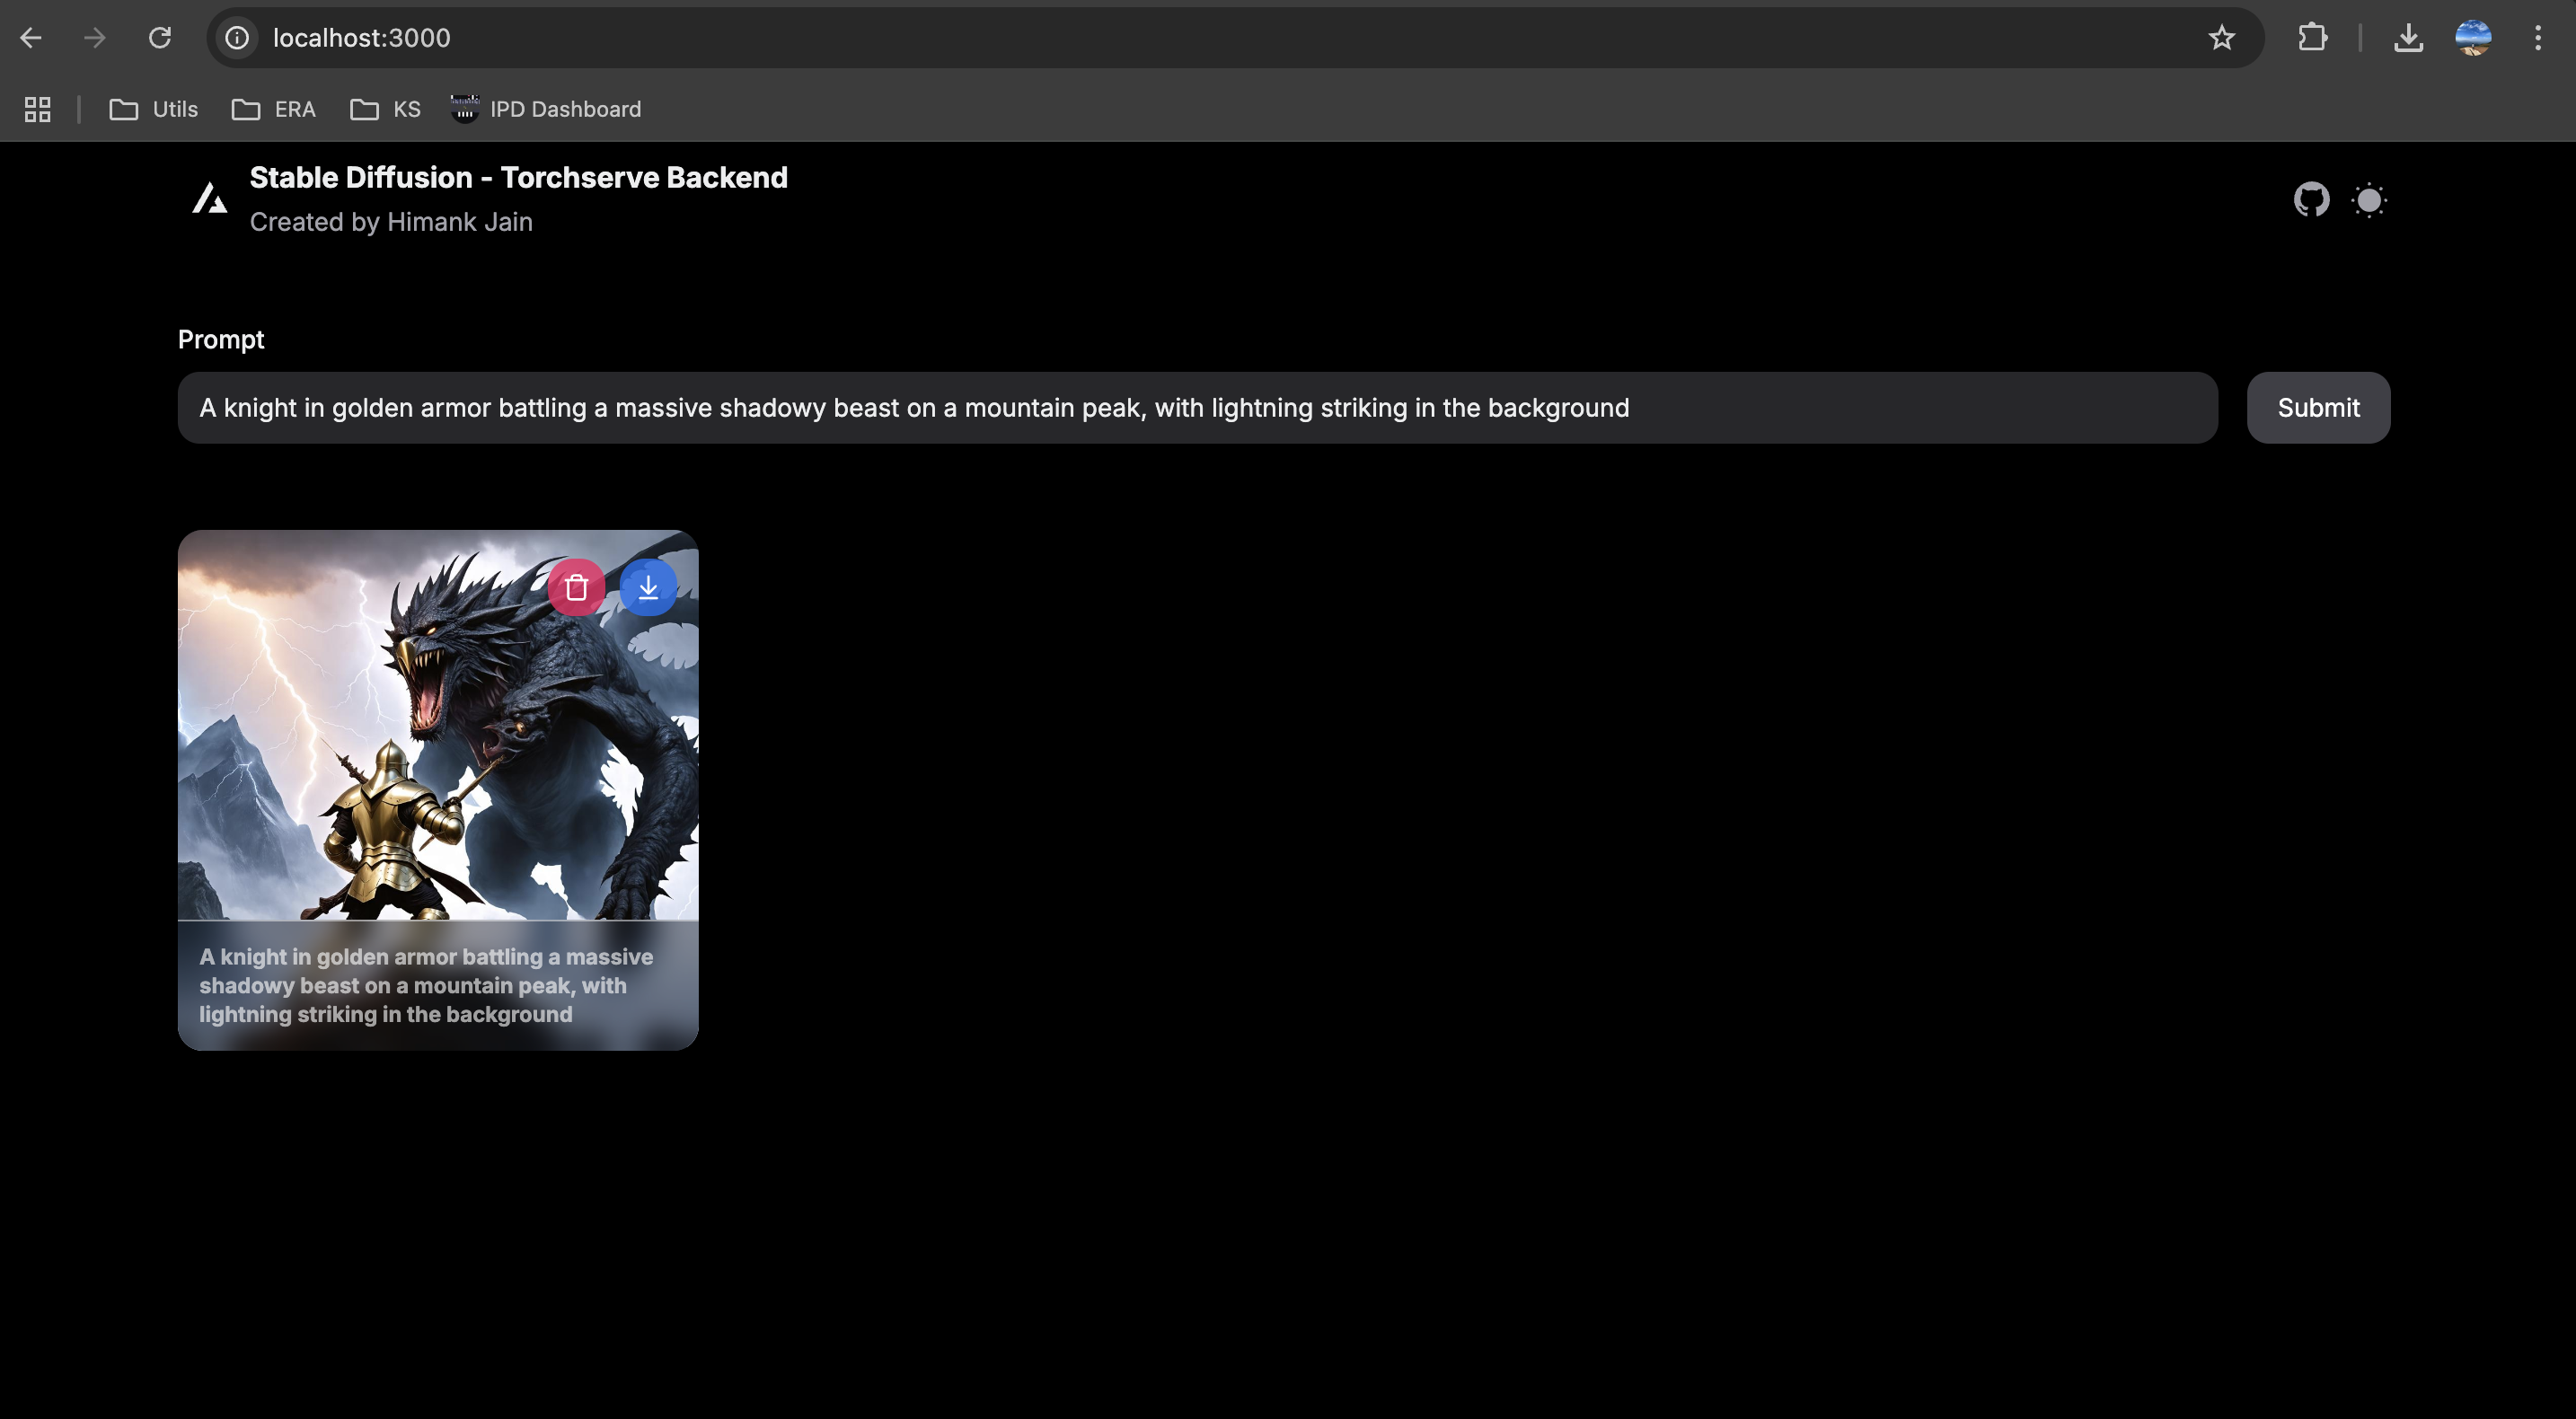 localhost:3000
Utils
ERA
KS
IPD Dashboard
Stable Diffusion - Torchserve Backend
Created by Himank Jain
Prompt
A knight in golden armor battling a massive shadowy beast on a mountain peak, with lightning striking in the background
Submit
A knight in golden armor battling a massive
shadowy beast on a mountain peak, with
lightning striking in the background